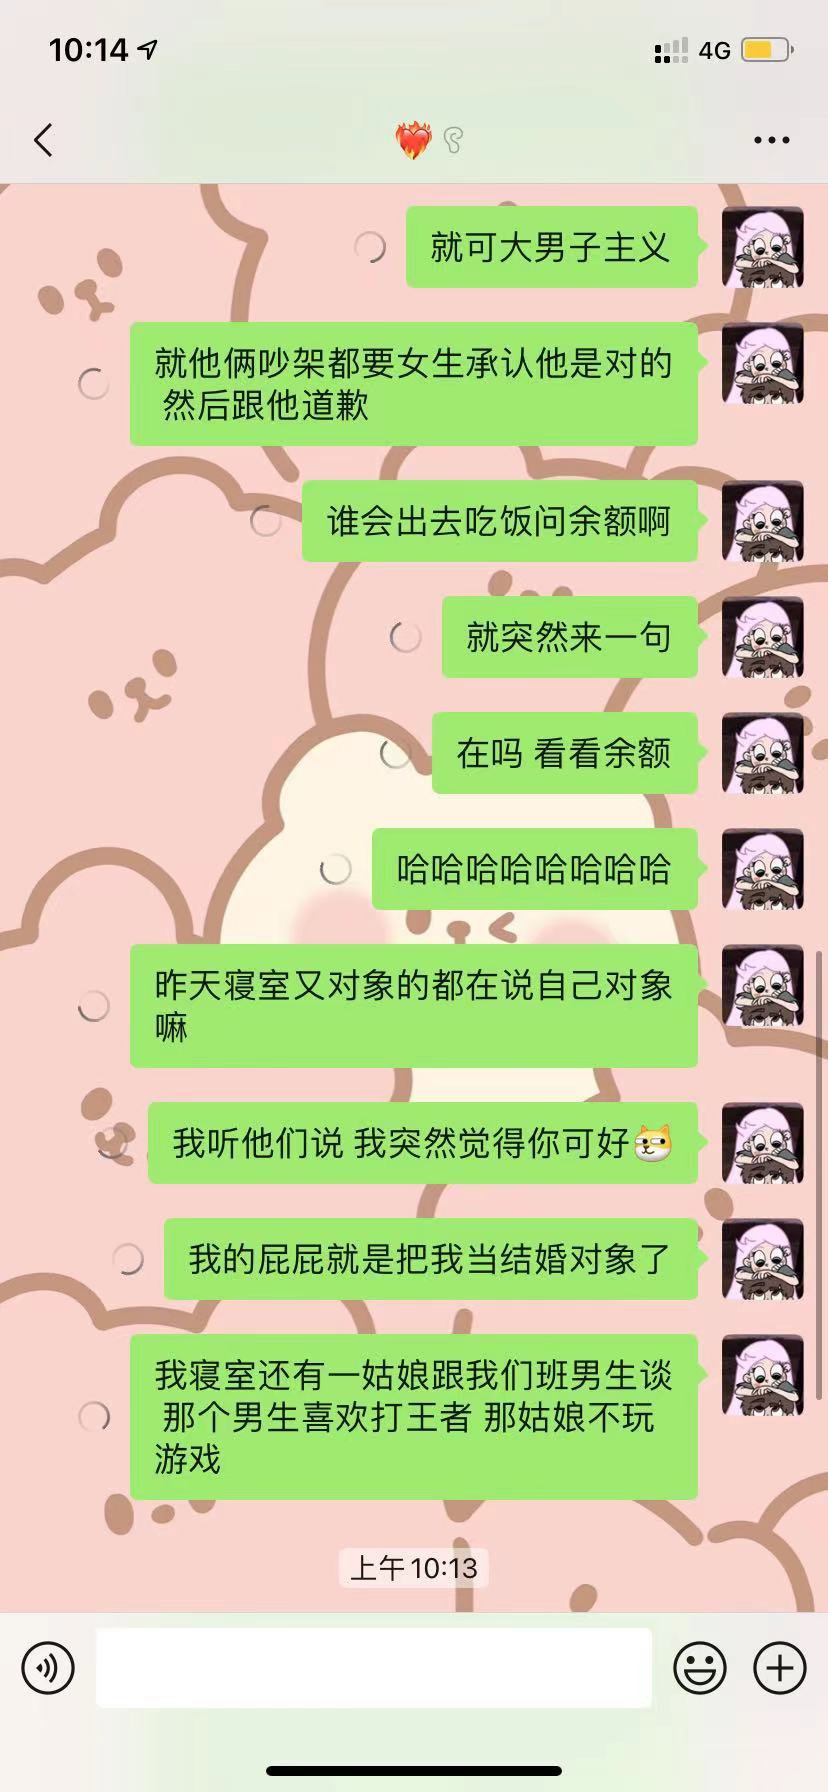 10:14
4G
就可大男子主义
就他俩吵架都要女生承认他是对的
然后跟他道歉
谁会出去吃饭问余额啊
就突然来一句
在吗 看看余额
哈哈哈哈哈哈哈哈
昨天寝室又对象的都在说自己对象
嘛
我听他们说 我突然觉得你可好
我的屁屁就是把我当结婚对象了
我寝室还有一姑娘跟我们班男生谈
那个男生喜欢打王者 那姑娘不玩
游戏
上午10:13